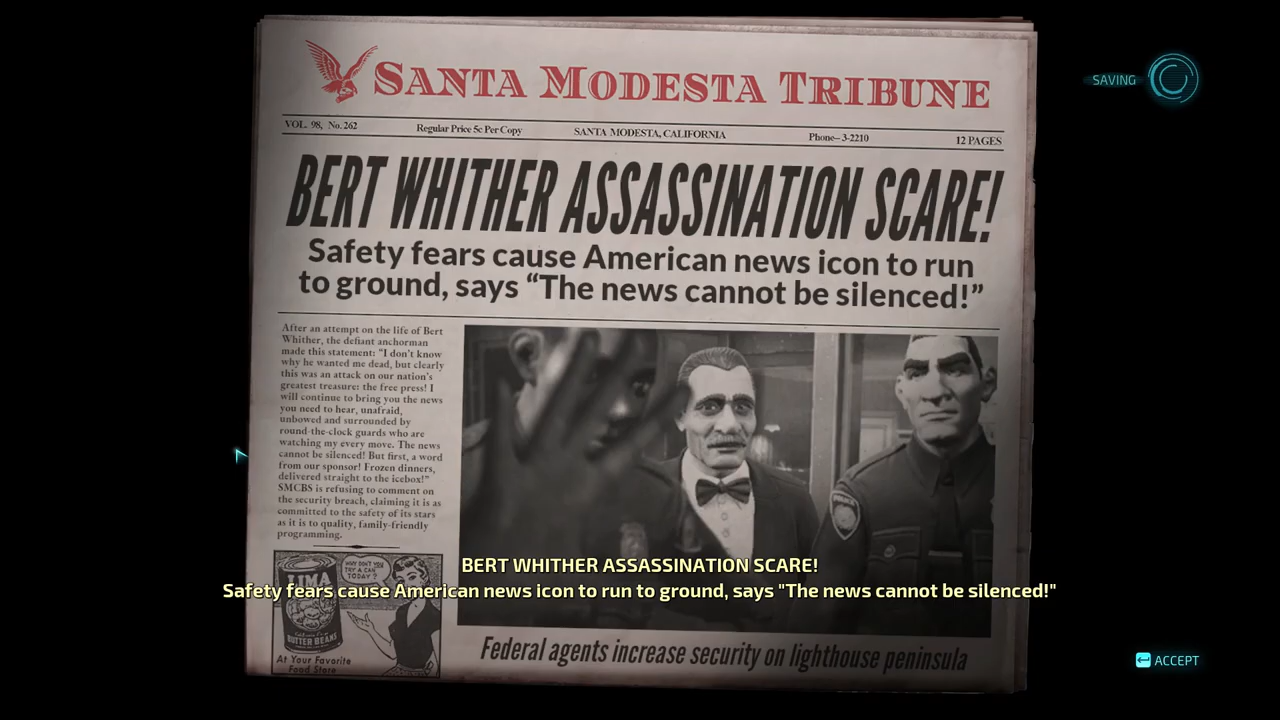 SAVING
SANTA MODESTA TRIBUNE
VOL. 98, No. 262 Regular Price 5c Per Copy SANTA MODESTA, CALIFORNIA Phone-- 3-2210 12 PAGES
BERT WHITHER ASSASSINATION SCARE!
Safety fears cause American news icon to run
to ground, says “The news cannot be silenced!”
After an attempt on the life of Bert
Whither, the defiant anchorman
made this statement: “I don't know
why he wanted me dead, but clearly
this was an attack on our nation's
greatest treasure: the free press! I
will continue to bring you the news
you need to hear, unafraid,
unbowed and surrounded by
round-the-clock guards who are
watching my every move. The news
cannot be silenced! But first, a word
from our sponsor! Frozen dinners,
delivered straight to the icebox!”
SMCBS is refusing to comment on
the security breach, claiming it is as
committed to the safety of its stars
as it is to quality, family-friendly
programming.
WHY DON'T YOU
TRY A CAN
TODAY?
LIMA
BUTTER BEANS
At Your Favorite
Food Store
BERT WHITHER ASSASSINATION SCARE!
Safety fears cause American news icon to run to ground, says "The news cannot be silenced!"
Federal agents increase security on lighthouse peninsula
ACCEPT